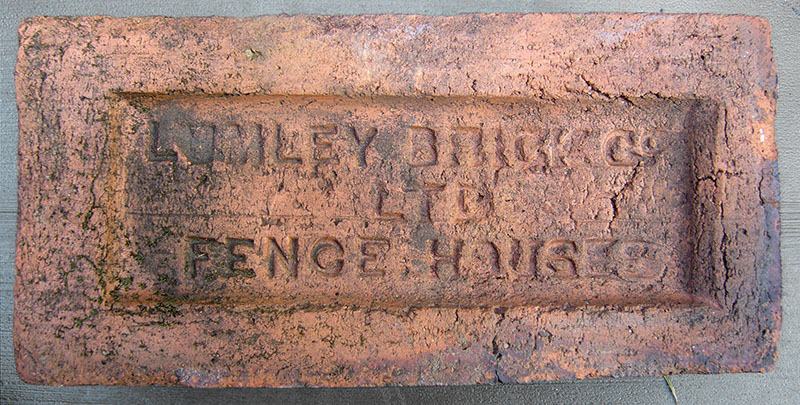 LUMLEY BRICK Co
LTD
FENCE HOUSES